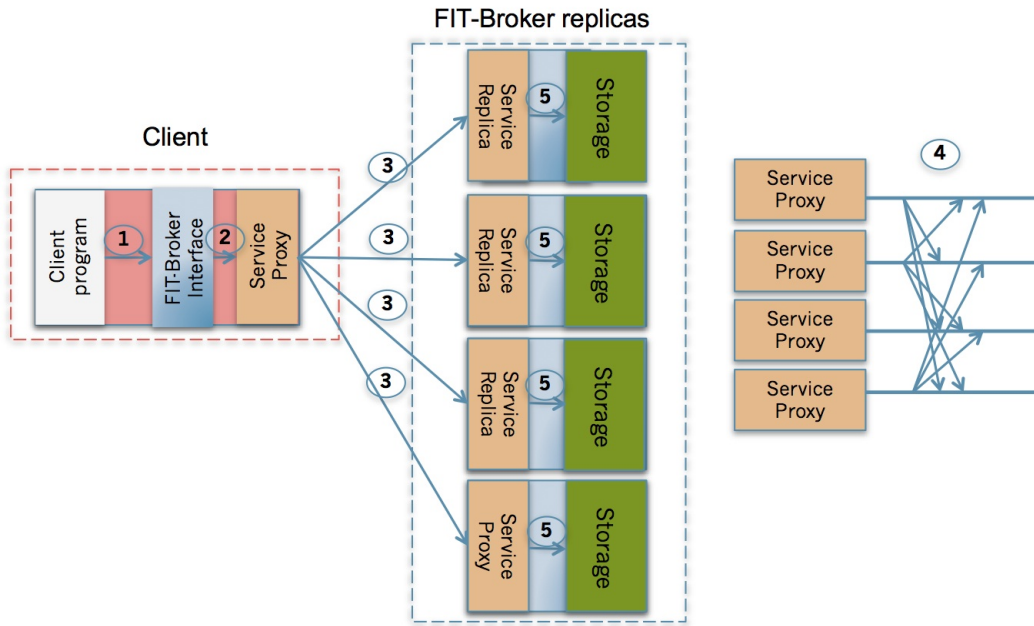 FIT-Broker replicas
Client
Client
program
1
FIT-Broker
Interface
2
Service
Proxy
3
3
3
3
Service
Replica
5
Storage
Service
Replica
5
Storage
Service
Replica
5
Storage
Service
Proxy
5
Storage
4
Service
Proxy
Service
Proxy
Service
Proxy
Service
Proxy